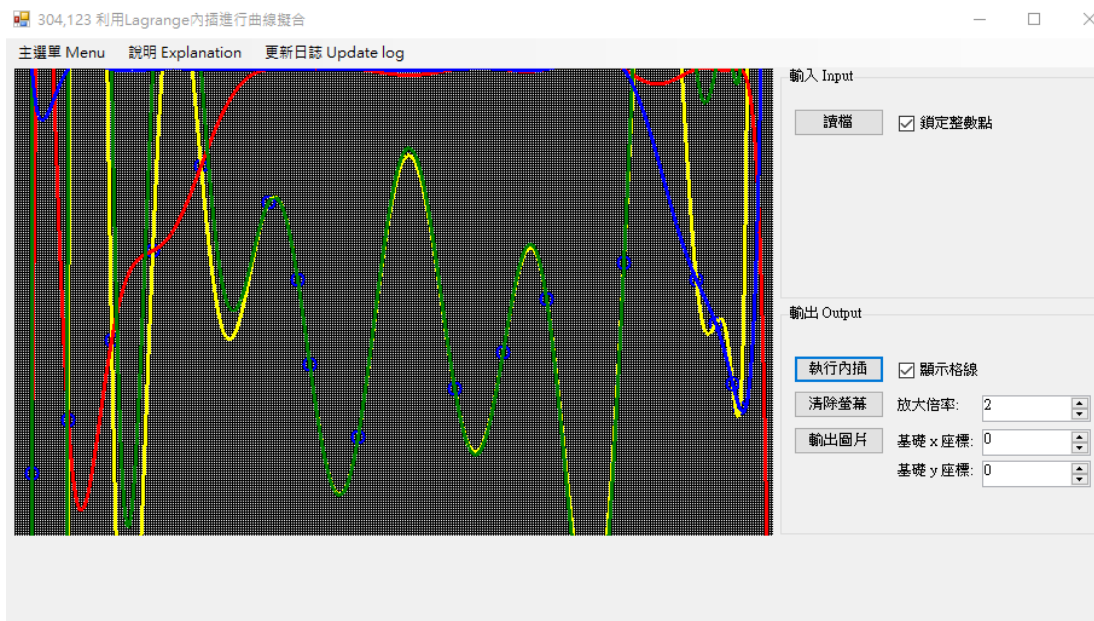 304,123 利用Lagrange內插進行曲線擬合
主選單 Menu 說明 Explanation 更新日誌 Update log
輸入 Input
讀檔 鎖定整數點
輸出 Output
執行內插 顯示格線
清除螢幕 放大倍率: 2
輸出圖片 基礎 x 座標: 0
基礎 y 座標: 0